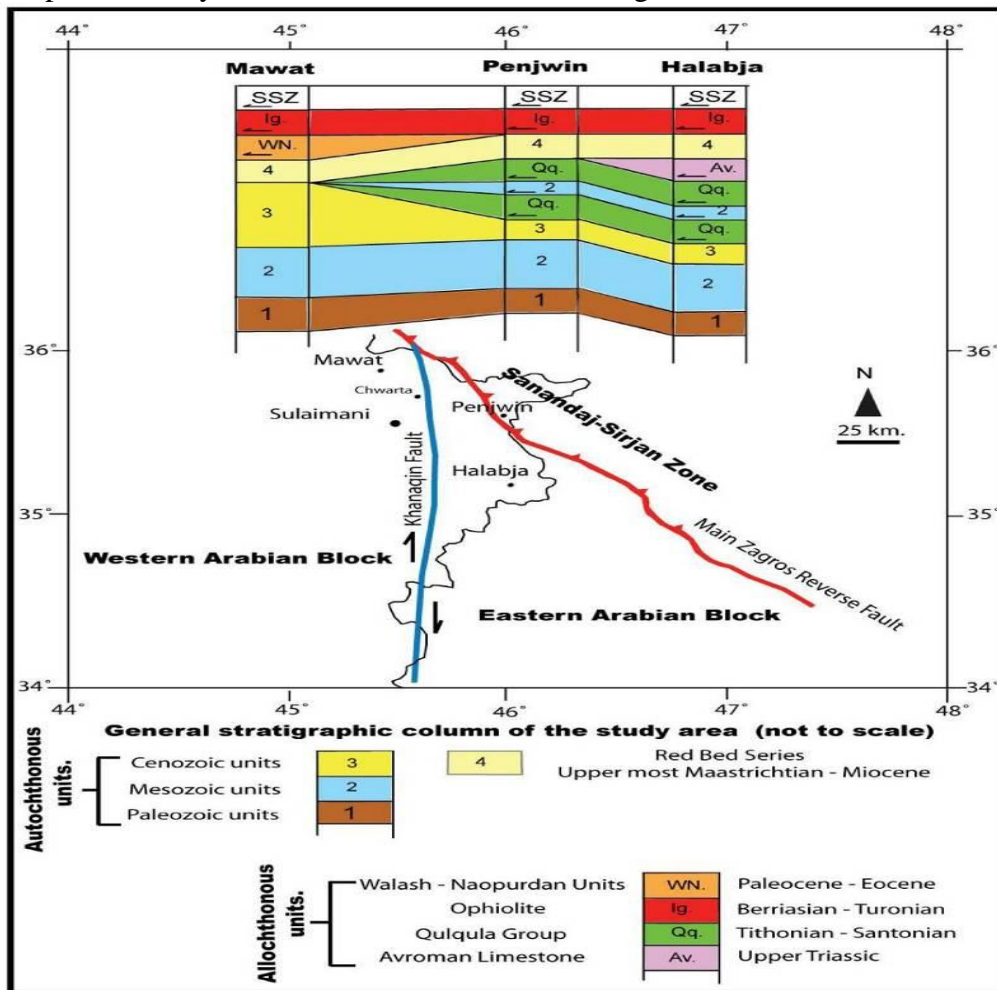 44° 45° 46° 47° 48°
Mawat Penjwin Halabja
SSZ SSZ SSZ
Ig. Ig. Ig.
WN. 4 4
4 Qq. Av.
2 Qq.
3 Qq. 2
3 Qq.
3
2 2 2
1 1 1
36° 36°
Mawat
Chwarta
Sulaimani
Penjwin
Halabja
Khanaqin Fault
Sanandaj-Sirjan Zone
Main Zagros Reverse Fault
N
25 km.
35° 35°
Western Arabian Block
Eastern Arabian Block
34° 34°
44° 45° 46° 47° 48°
General stratigraphic column of the study area (not to scale)
Autochthonous units.
Cenozoic units 3
Mesozoic units 2
Paleozoic units 1
4 Red Bed Series
Upper most Maastrichtian - Miocene
Allochthonous units.
Walash - Naopurdan Units WN. Paleocene - Eocene
Ophiolite Ig. Berriasian - Turonian
Qulqula Group Qq. Tithonian - Santonian
Avroman Limestone Av. Upper Triassic